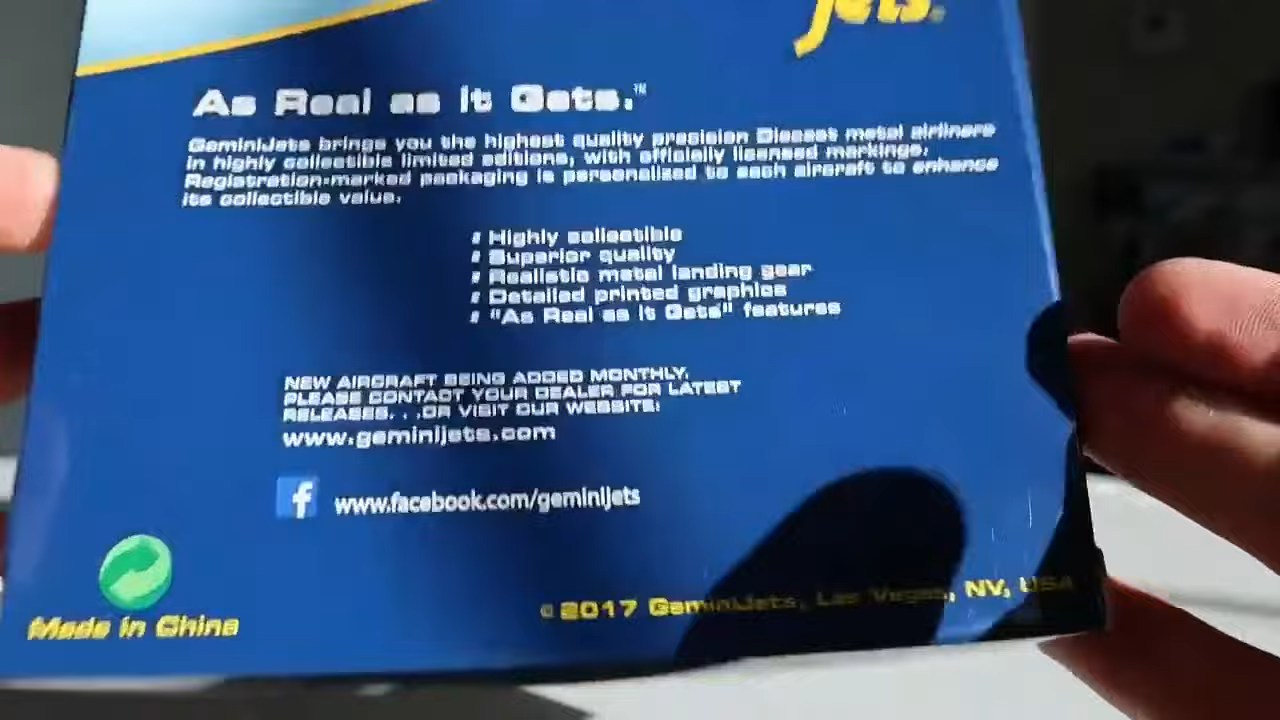 Jets.
As Real as it Gets.™
GeminiJets brings you the highest quality precision Diecast metal airliners
in highly collectible limited editions, with officially licensed markings.
Registration-marked packaging is personalized to each aircraft to enhance
its collectible value.
Highly collectible
Superior quality
Realistic metal landing gear
Detailed printed graphics
"As Real as it Gets" features
NEW AIRCRAFT BEING ADDED MONTHLY.
PLEASE CONTACT YOUR DEALER FOR LATEST
RELEASES. . .OR VISIT OUR WEBSITE:
www.geminijets.com
f www.facebook.com/geminijets
Made in China
©2017 GeminiJets, Las Vegas, NV, USA